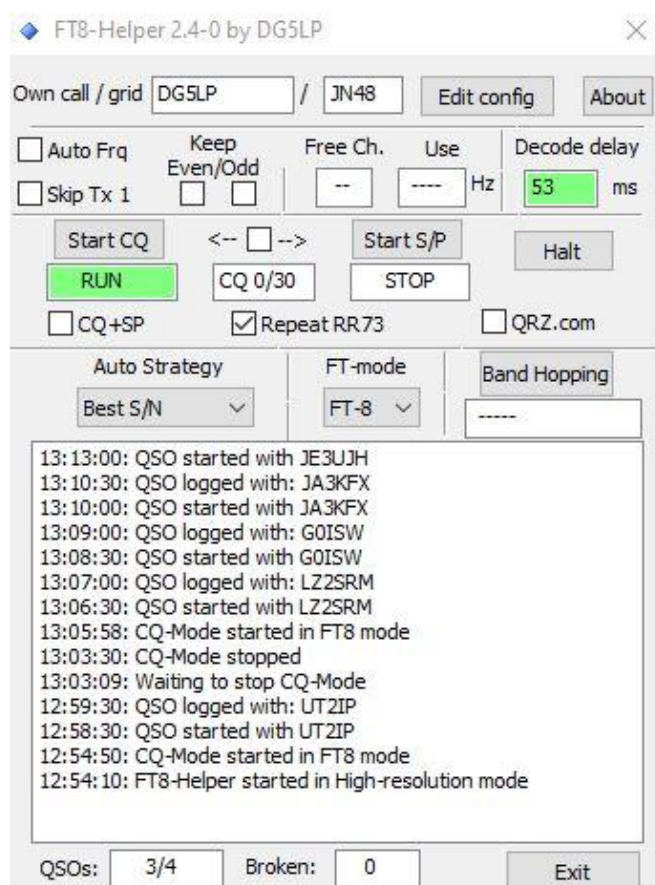 FT8-Helper 2.4-0 by DG5LP
Own call / grid DG5LP / JN48 Edit config About
Auto Frq Keep Even/Odd Free Ch. Use Decode delay
Skip Tx 1 -- ---- Hz 53 ms
Start CQ <-- --> Start S/P Halt
RUN CQ 0/30 STOP
CQ+SP Repeat RR73 QRZ.com
Auto Strategy FT-mode Band Hopping
Best S/N FT-8 -----
13:13:00: QSO started with JE3UJH
13:10:30: QSO logged with: JA3KFX
13:10:00: QSO started with JA3KFX
13:09:00: QSO logged with: G0ISW
13:08:30: QSO started with G0ISW
13:07:00: QSO logged with: LZ2SRM
13:06:30: QSO started with LZ2SRM
13:05:58: CQ-Mode started in FT8 mode
13:03:30: CQ-Mode stopped
13:03:09: Waiting to stop CQ-Mode
12:59:30: QSO logged with: UT2IP
12:58:30: QSO started with UT2IP
12:54:50: CQ-Mode started in FT8 mode
12:54:10: FT8-Helper started in High-resolution mode
QSOs: 3/4 Broken: 0 Exit